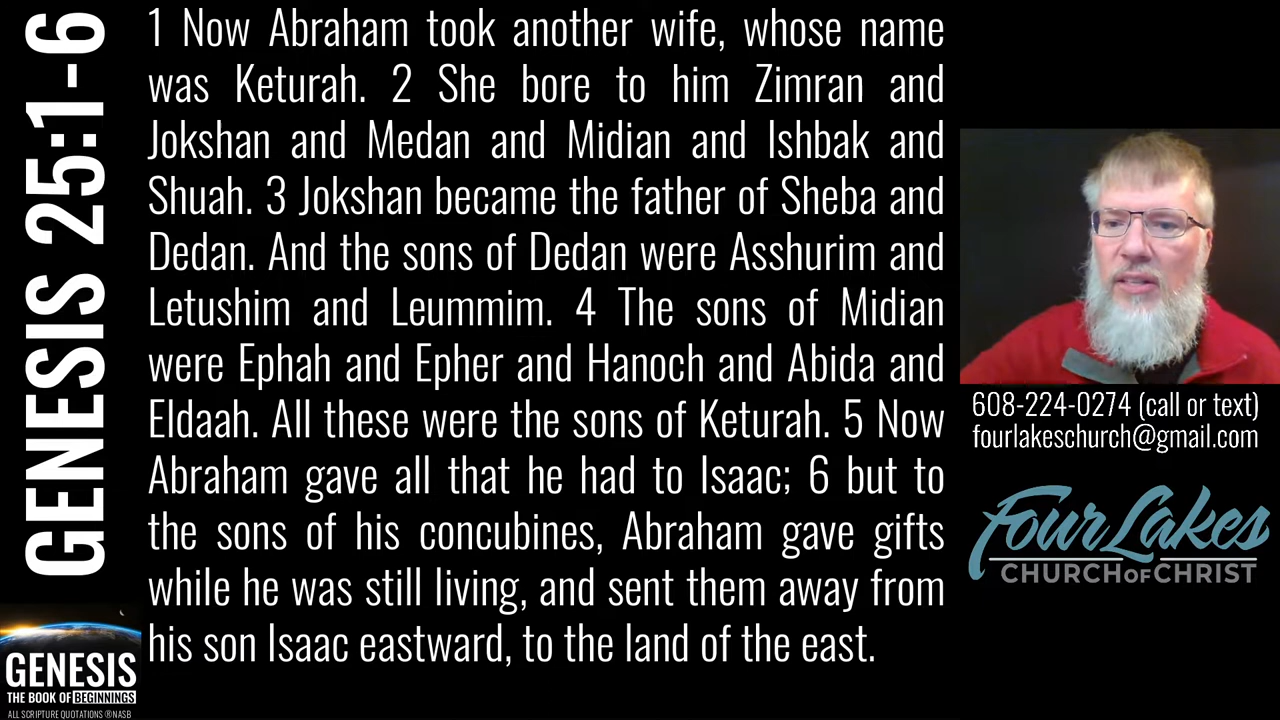 GENESIS 25:1-6
1 Now Abraham took another wife, whose name
was Keturah. 2 She bore to him Zimran and
Jokshan and Medan and Midian and Ishbak and
Shuah. 3 Jokshan became the father of Sheba and
Dedan. And the sons of Dedan were Asshurim and
Letushim and Leummim. 4 The sons of Midian
were Ephah and Epher and Hanoch and Abida and
Eldaah. All these were the sons of Keturah. 5 Now
Abraham gave all that he had to Isaac; 6 but to
the sons of his concubines, Abraham gave gifts
while he was still living, and sent them away from
his son Isaac eastward, to the land of the east.
608-224-0274 (call or text)
fourlakeschurch@gmail.com
Four Lakes
CHURCH OF CHRIST
GENESIS
THE BOOK OF BEGINNINGS
ALL SCRIPTURE QUOTATIONS ®NASB